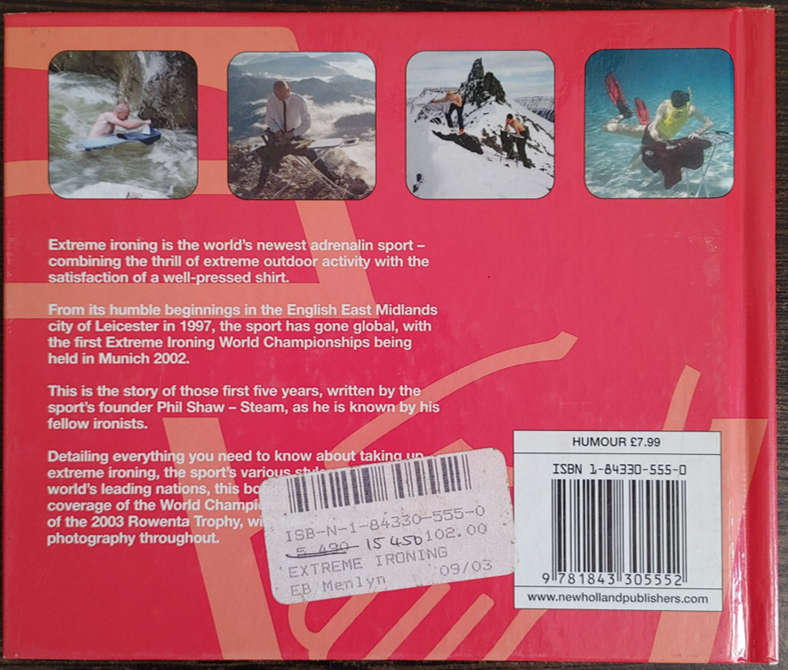 Extreme ironing is the world's newest adrenalin sport –
combining the thrill of extreme outdoor activity with the
satisfaction of a well-pressed shirt.
From its humble beginnings in the English East Midlands
city of Leicester in 1997, the sport has gone global, with
the first Extreme Ironing World Championships being
held in Munich 2002.
This is the story of those first five years, written by the
sport's founder Phil Shaw – Steam, as he is known by his
fellow ironists.
Detailing everything you need to know about taking up
extreme ironing, the sport's various
world's leading nations, this
coverage of the World
of the 2003 Rowenta Trophy,
photography throughout.
ISB-N-1-84330-555-0
15450 102.00
EXTREME IRONING
EB Menlyn 09/03
HUMOUR £7.99
ISBN 1-84330-555-0
9 781843 305552
www.newhollandpublishers.com